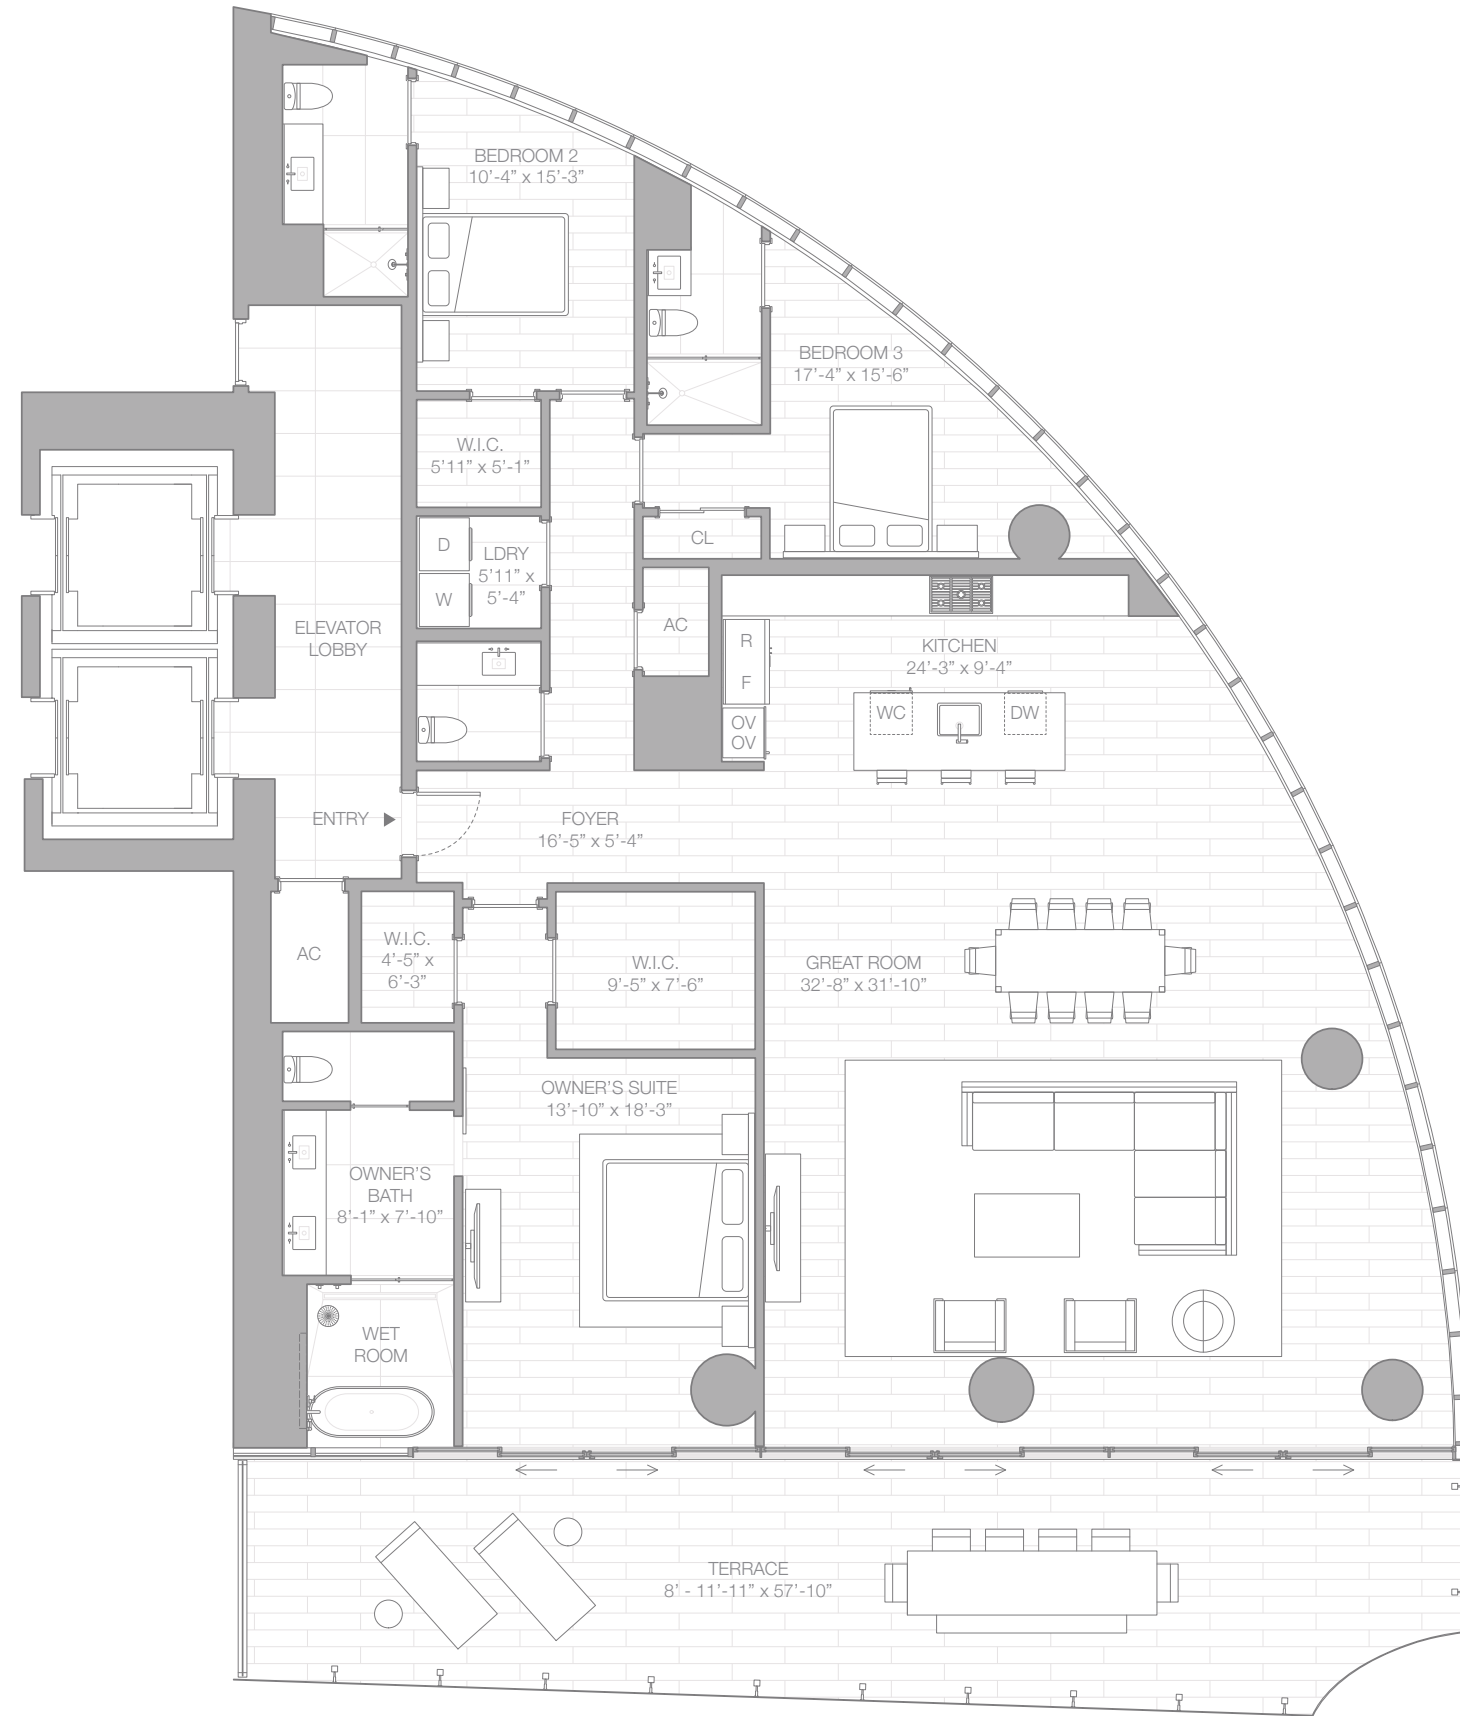 BEDROOM 2
10’-4” x 15’-3”
BEDROOM 3
17’-4” x 15’-6”
W.I.C.
5’11” x 5’-1”
CL
D
W
LDRY
5’11” x
5’-4”
ELEVATOR
LOBBY
AC
R
F
OV
OV
KITCHEN
24’-3” x 9’-4”
WC
DW
ENTRY
FOYER
16’-5” x 5’-4”
AC
W.I.C.
4’-5” x
6’-3”
W.I.C.
9’-5” x 7’-6”
GREAT ROOM
32’-8” x 31’-10”
OWNER’S SUITE
13’-10” x 18’-3”
OWNER’S
BATH
8’-1” x 7’-10”
WET
ROOM
TERRACE
8’ - 11’-11” x 57’-10”